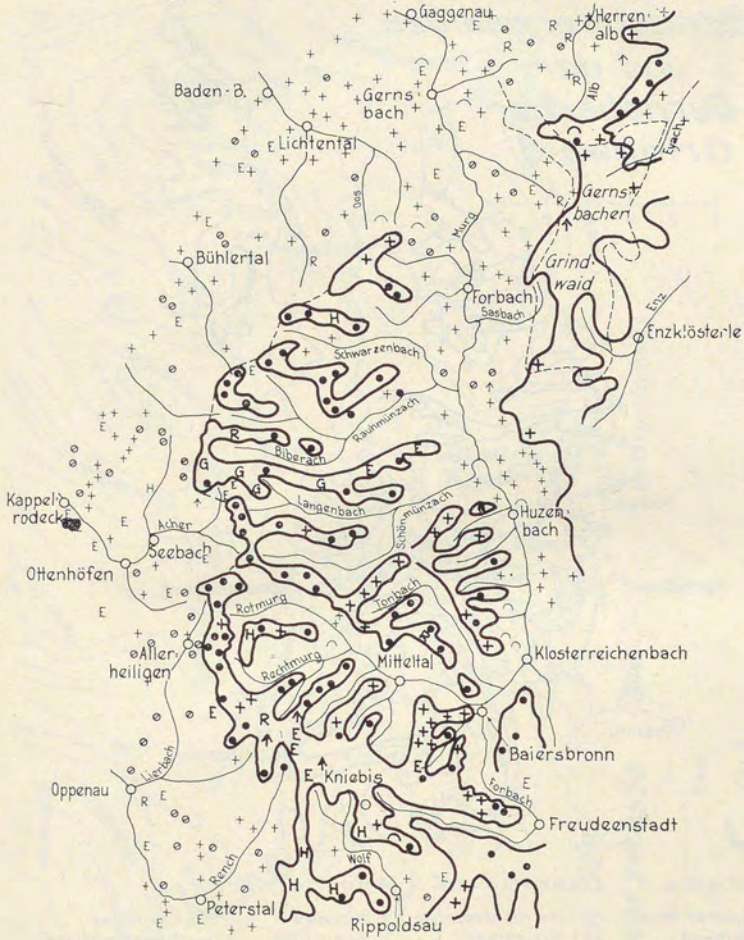 Gaggenau
Herren-
alb
Baden-B.
Gerns
bach
Alb
Eyach
Lichtental
Oos
Murg
Gerns-
bacher
Grind-
waid
Bühlertal
Forbach
Sasbach
Enz
Enzklösterle
Schwarzenbach
Rauhmünzach
Biberach
Langenbach
Schönmünzach
Kappel-
rodeck
Acher
Seebach
Huzen-
bach
Ottenhöfen
Rotmurg
Tonbach
Aller-
heiligen
Rechtmurg
Mitteltal
Klosterreichenbach
Baiersbronn
Lierbach
Oppenau
Kniebis
Forbach
Freudeenstadt
Rench
Wolf
Peterstal
Rippoldsau